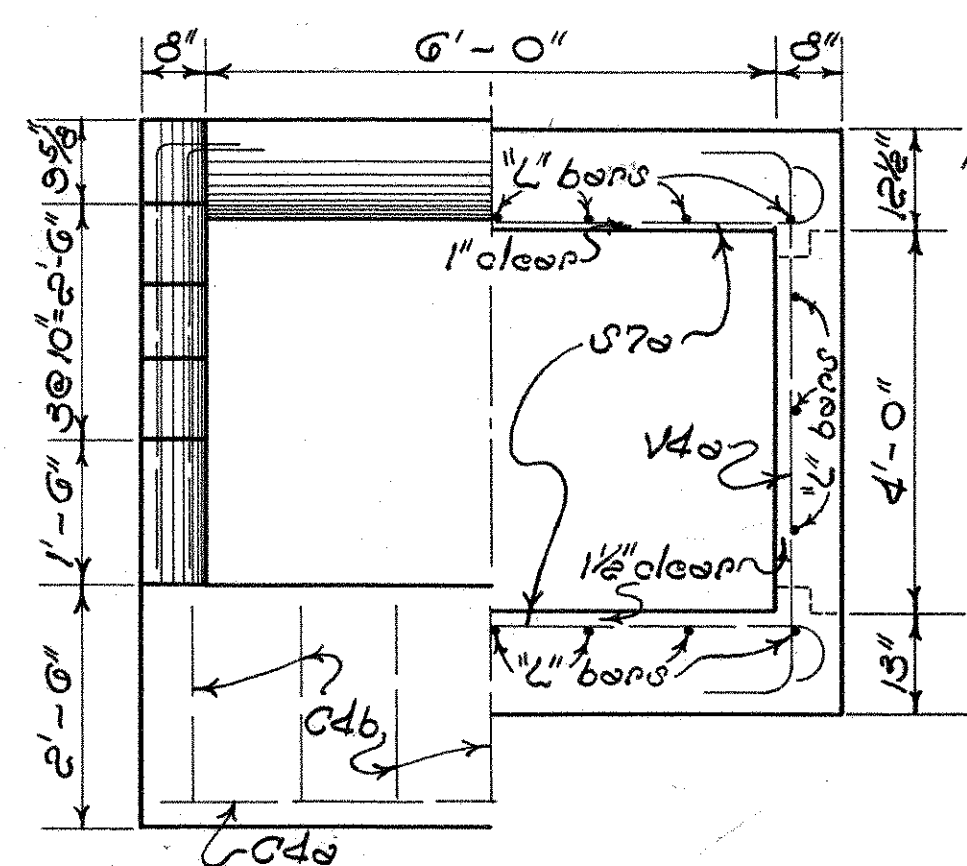 8" 6'-0" 8"
9 5/8"
3@10"=2'-6"
1'-6"
2'-6"
"L" bars
1" clear
S7a
V4a
"L" bars
1 1/2" clear
"L" bars
C4b
C4a
12 1/2"
4'-0"
13"